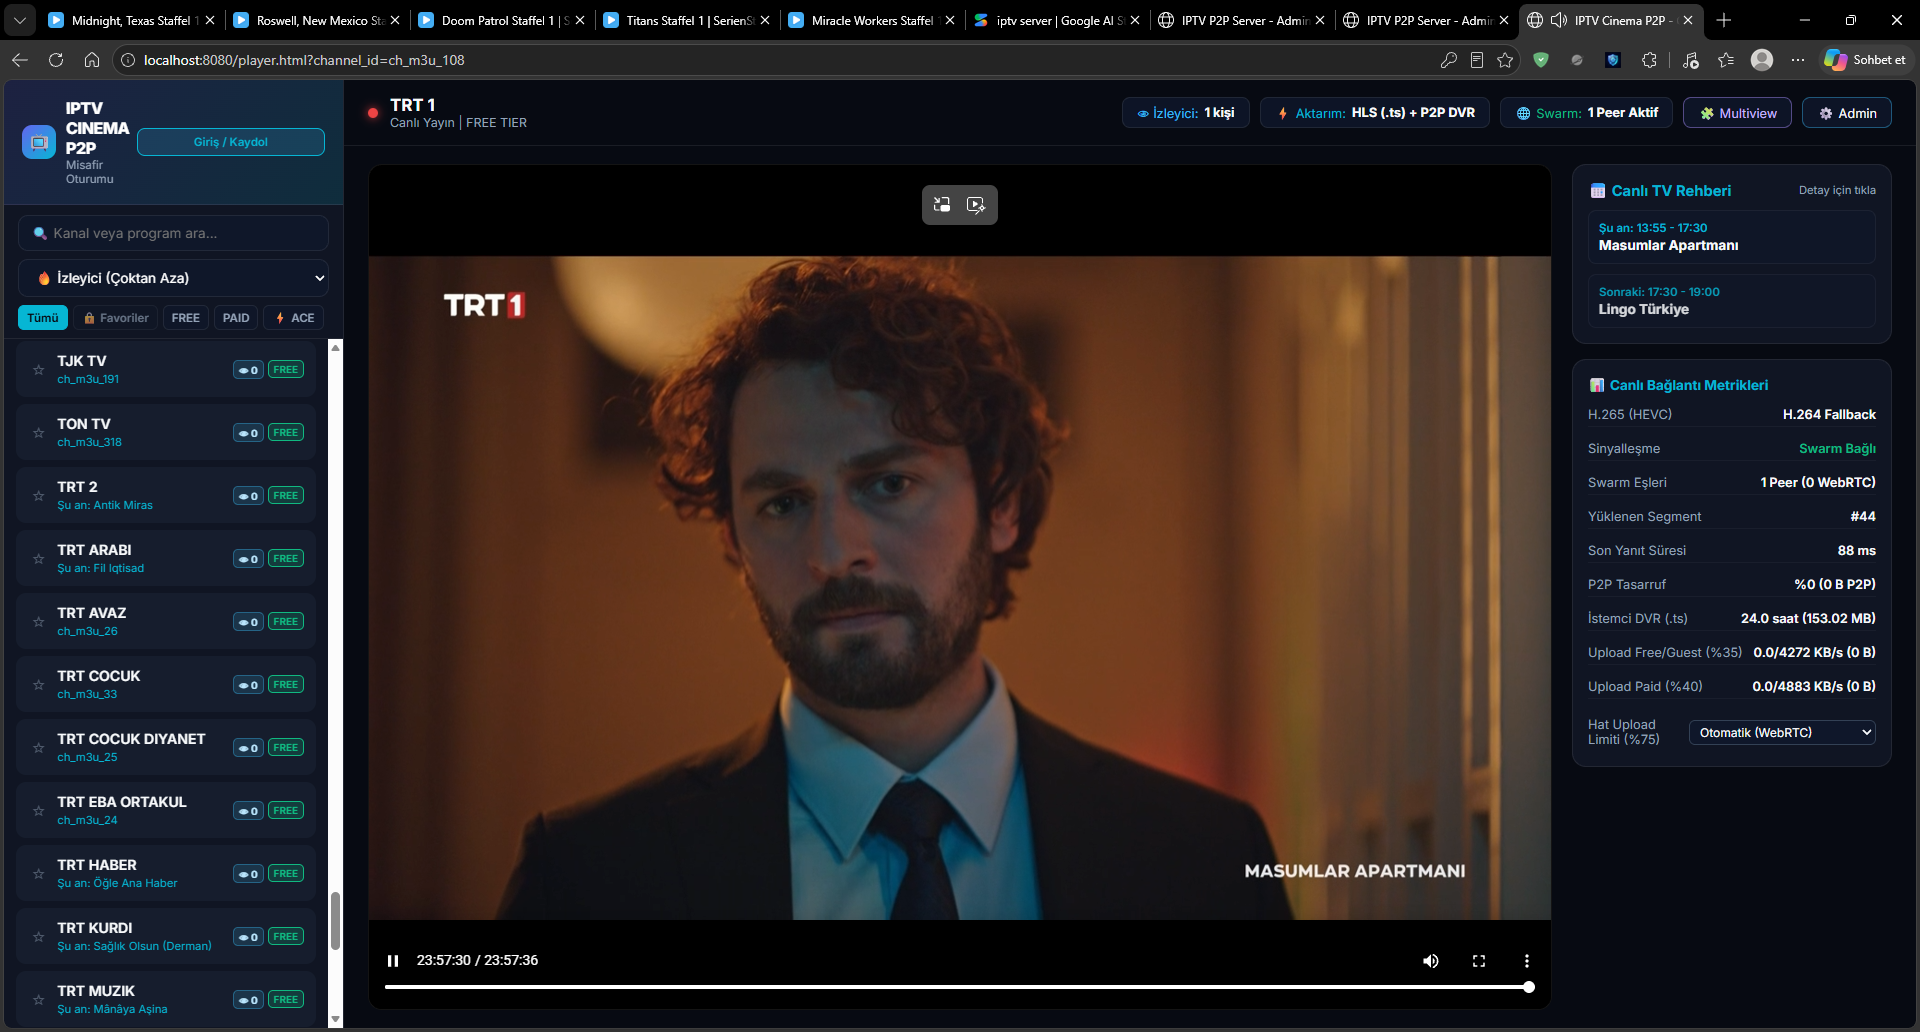 Midnight, Texas Staffel 1
Roswell, New Mexico Sta
Doom Patrol Staffel 1 | S
Titans Staffel 1 | SerienSt
Miracle Workers Staffel
iptv server | Google AI S
IPTV P2P Server - Admin
IPTV P2P Server - Admin
IPTV Cinema P2P -
localhost:8080/player.html?channel_id=ch_m3u_108
Sohbet et
IPTV
CINEMA
P2P
Misafir
Oturumu
Giriş / Kaydol
Kanal veya program ara...
İzleyici (Çoktan Aza)
Tümü
Favoriler
FREE
PAID
ACE
TJK TV
ch_m3u_191
0
FREE
TON TV
ch_m3u_318
0
FREE
TRT 2
Şu an: Antik Miras
0
FREE
TRT ARABI
Şu an: Fil Iqtisad
0
FREE
TRT AVAZ
ch_m3u_26
0
FREE
TRT COCUK
ch_m3u_33
0
FREE
TRT COCUK DIYANET
ch_m3u_25
0
FREE
TRT EBA ORTAKUL
ch_m3u_24
0
FREE
TRT HABER
Şu an: Öğle Ana Haber
0
FREE
TRT KURDI
Şu an: Sağlık Olsun (Derman)
0
FREE
TRT MUZIK
Şu an: Mânâya Aşina
0
FREE
TRT 1
Canlı Yayın | FREE TIER
İzleyici: 1 kişi
Aktarım: HLS (.ts) + P2P DVR
Swarm: 1 Peer Aktif
Multiview
Admin
TRT 1
MASUMLAR APARTMANI
23:57:30 / 23:57:36
Canlı TV Rehberi
Detay için tıkla
Şu an: 13:55 - 17:30
Masumlar Apartmanı
Sonraki: 17:30 - 19:00
Lingo Türkiye
Canlı Bağlantı Metrikleri
H.265 (HEVC) H.264 Fallback
Sinyalleşme Swarm Bağlı
Swarm Eşleri 1 Peer (0 WebRTC)
Yüklenen Segment #44
Son Yanıt Süresi 88 ms
P2P Tasarruf %0 (0 B P2P)
İstemci DVR (.ts) 24.0 saat (153.02 MB)
Upload Free/Guest (%35) 0.0/4272 KB/s (0 B)
Upload Paid (%40) 0.0/4883 KB/s (0 B)
Hat Upload
Limiti (%75)
Otomatik (WebRTC)